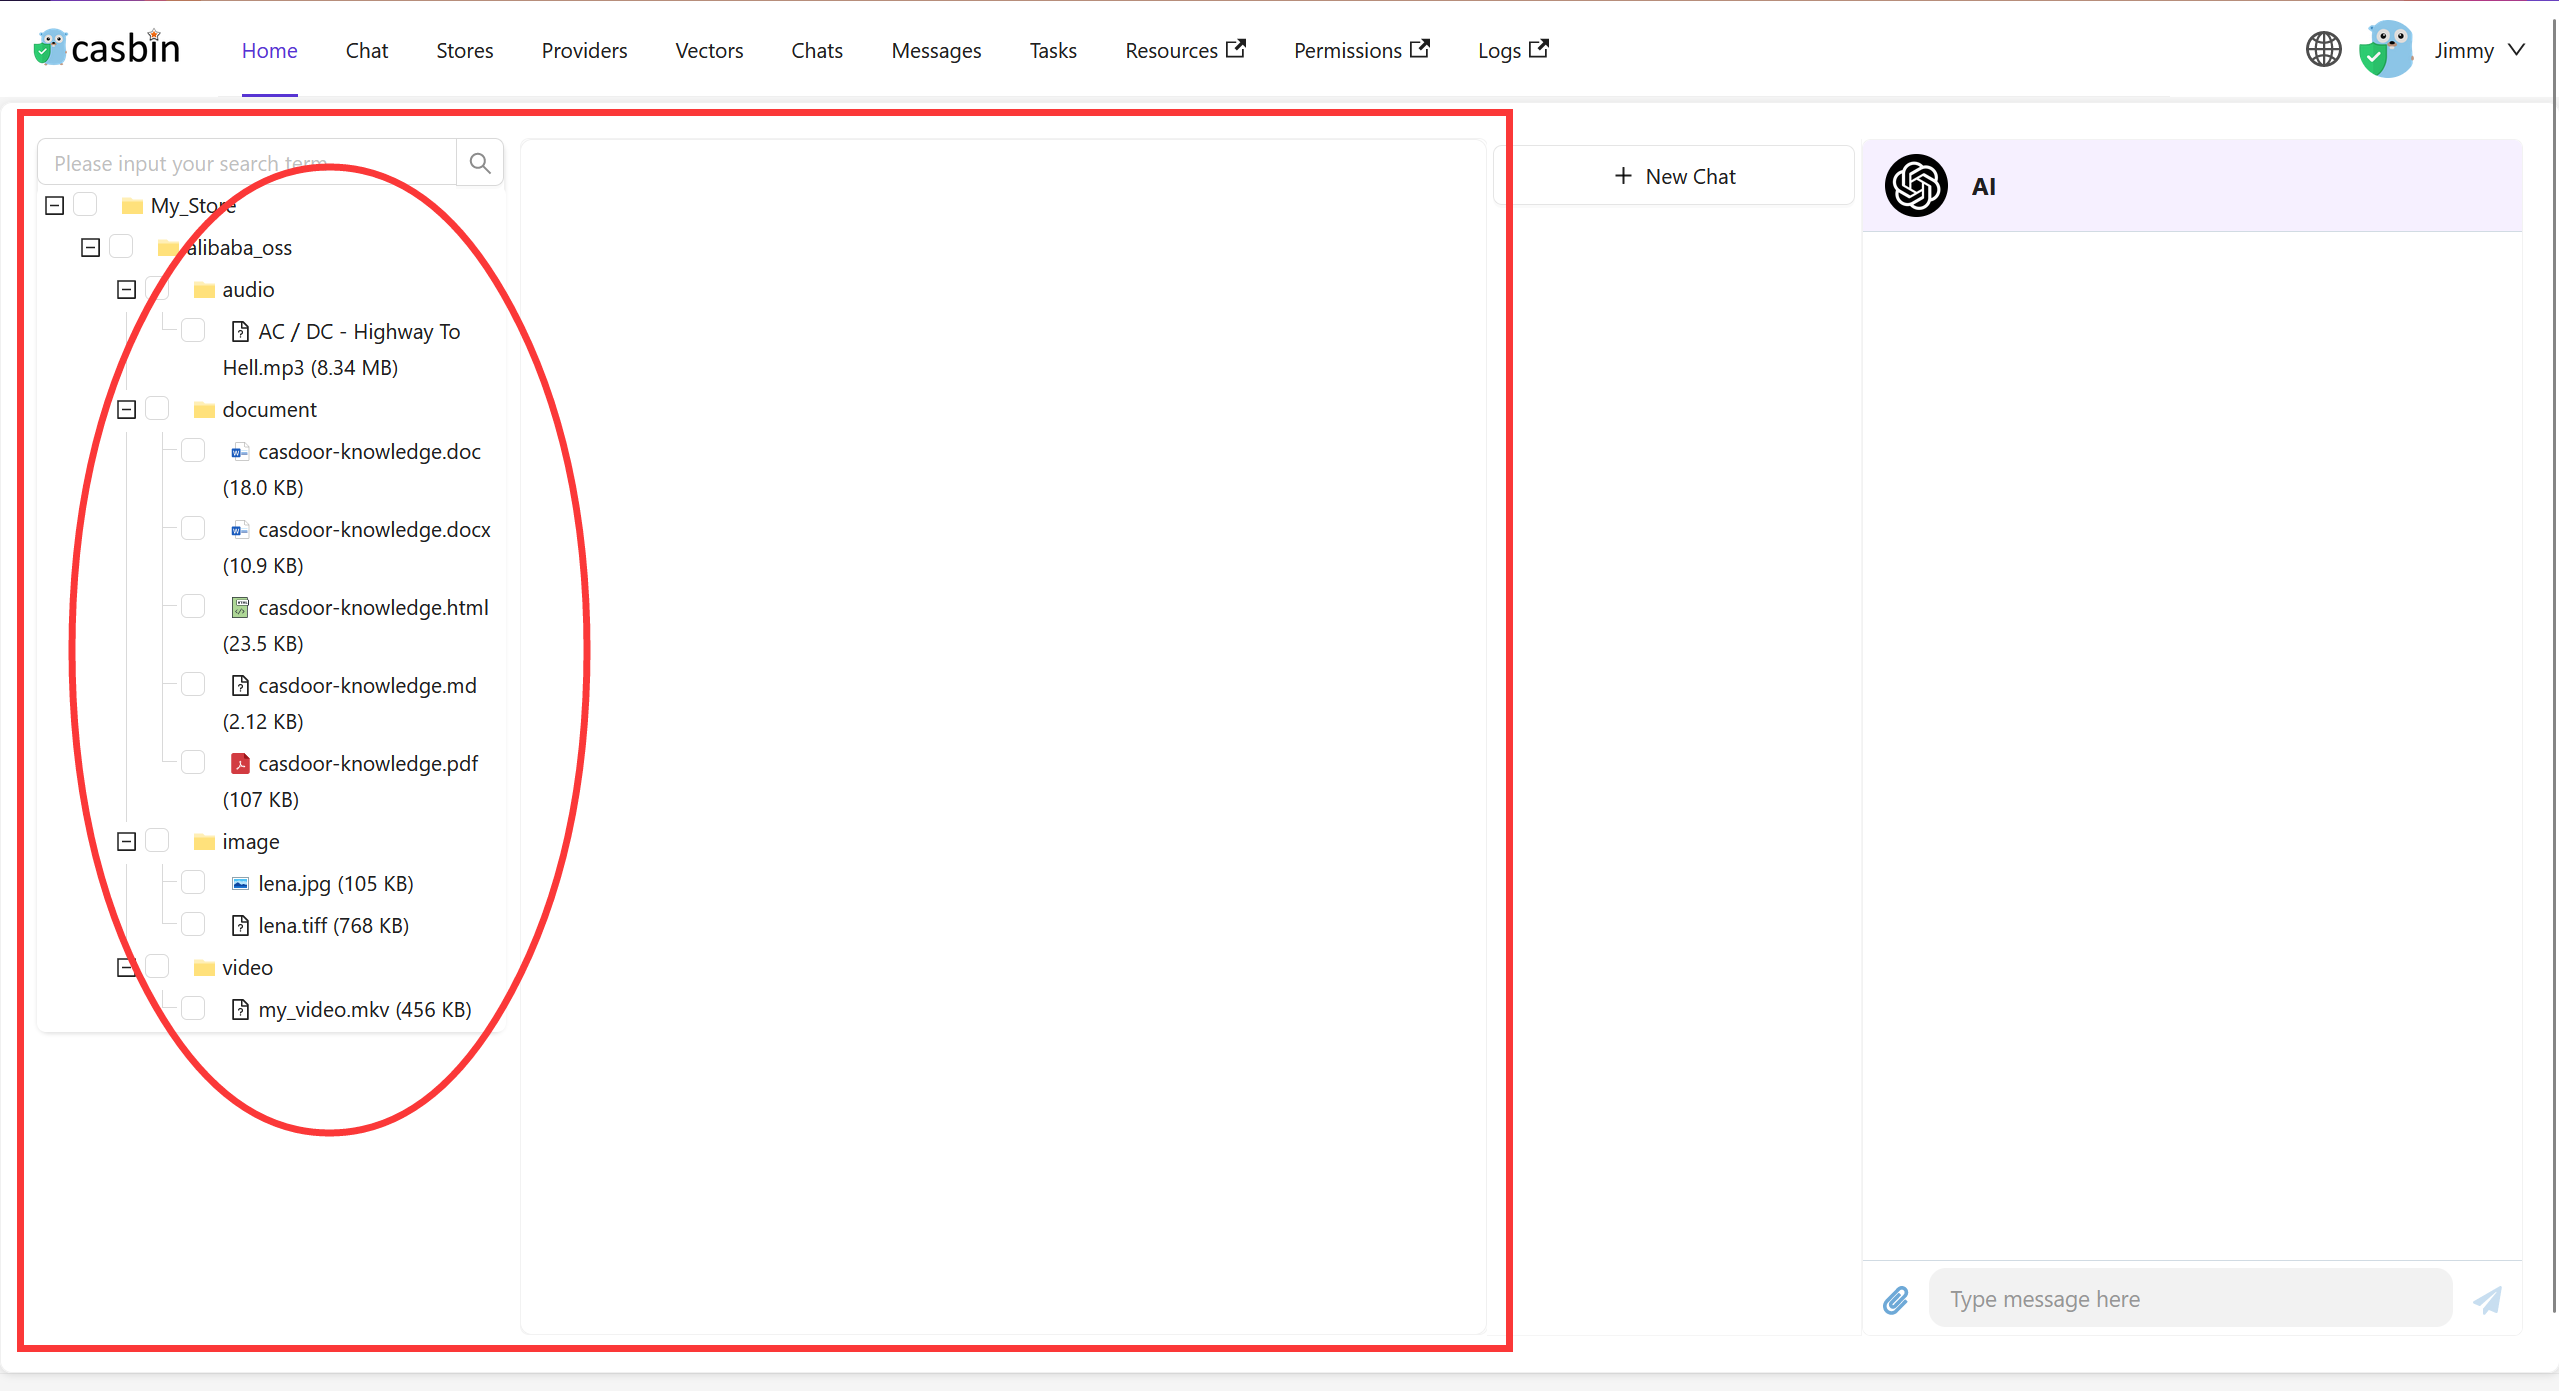 casbin
Home Chat Stores Providers Vectors Chats Messages Tasks Resources Permissions Logs Jimmy
Please input your search term
My_Store
alibaba_oss
audio
AC / DC - Highway To
Hell.mp3 (8.34 MB)
document
casdoor-knowledge.doc
(18.0 KB)
casdoor-knowledge.docx
(10.9 KB)
casdoor-knowledge.html
(23.5 KB)
casdoor-knowledge.md
(2.12 KB)
casdoor-knowledge.pdf
(107 KB)
image
lena.jpg (105 KB)
lena.tiff (768 KB)
video
my_video.mkv (456 KB)
New Chat
AI
Type message here